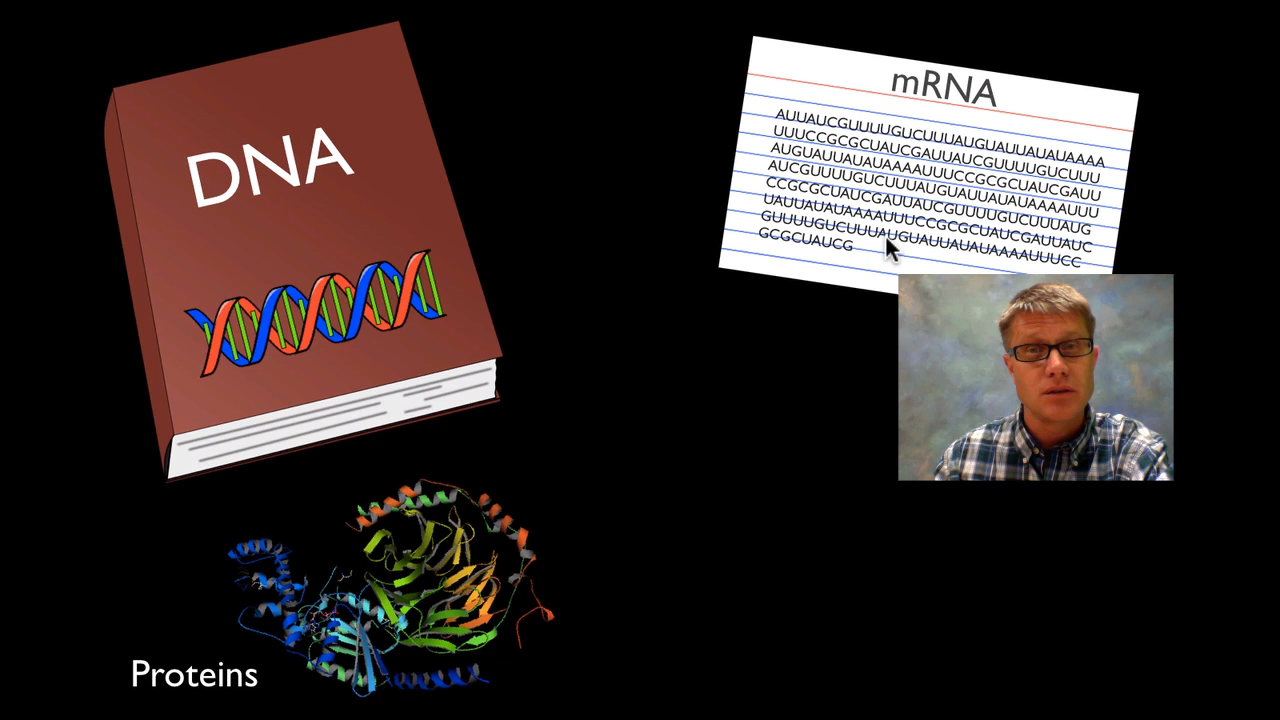 DNA
mRNA
AUUAUCGUUUUGUCUUUAUGUAUUAUAUAAAA
UUUCCGCGCUAUCGAUUAUCGUUUUGUCUUU
AUGUAUUAUAUAAAAUUUCCGCGCUAUCGAUU
AUCGUUUUGUCUUUAUGUAUUAUAUAAAAUUU
CCGCGCUAUCGAUUAUCGUUUUGUCUUUAUG
UAUUAUAUAAAAUUUCCGCGCUAUCGAUUAUC
GUUUUGUCUUUAUGUAUUAUAUAAAAUUUCC
GCGCUAUCG
Proteins